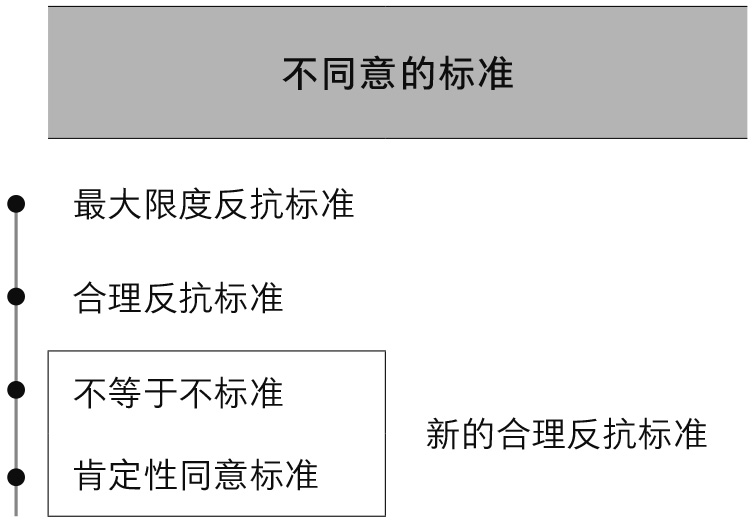 不同意的标准
最大限度反抗标准
合理反抗标准
不等于不标准
肯定性同意标准
新的合理反抗标准